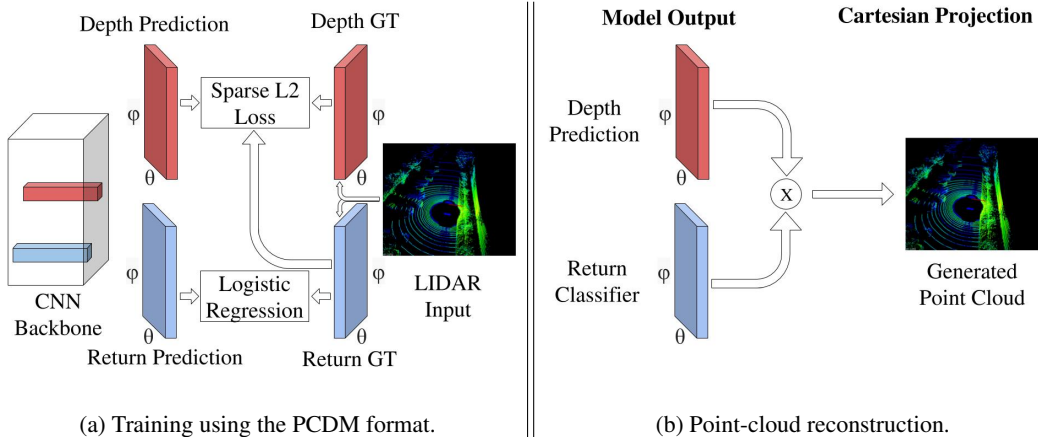 Depth Prediction
Depth GT
Sparse L2
Loss
φ
φ
θ
θ
CNN
Backbone
φ
φ
Logistic
Regression
θ
θ
Return Prediction
Return GT
LIDAR
Input
(a) Training using the PCDM format.
Model Output
Cartesian Projection
Depth
Prediction
φ
θ
X
Return
Classifier
φ
θ
Generated
Point Cloud
(b) Point-cloud reconstruction.